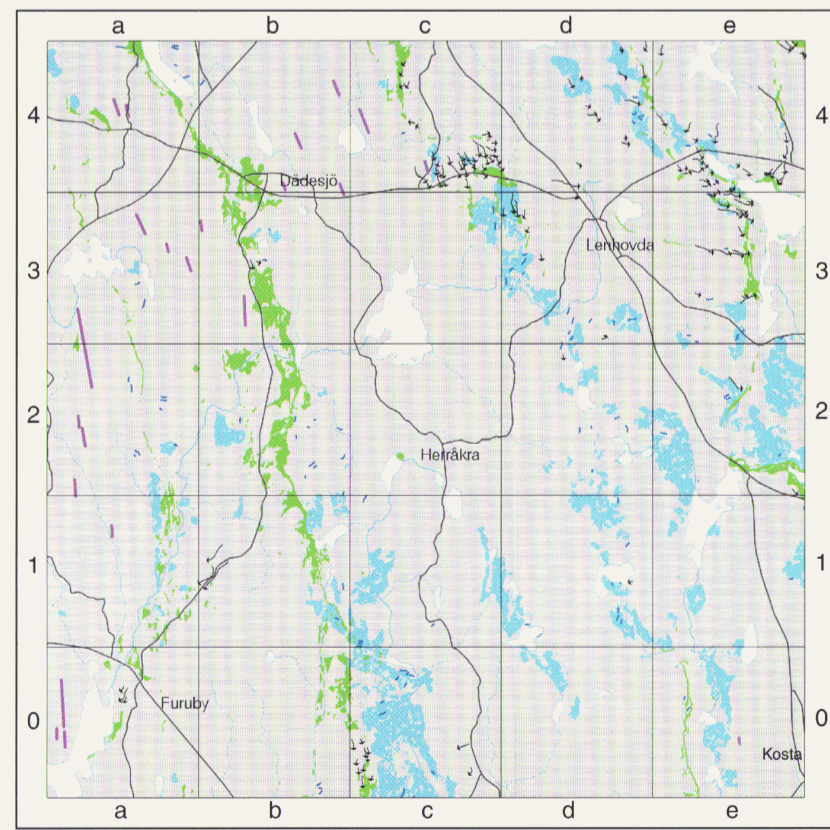 a b c d e
4 4
Dädesjö
Lenhovda
3 3
2 2
Herråkra
1 1
Furuby
0 0
Kosta
a b c d e